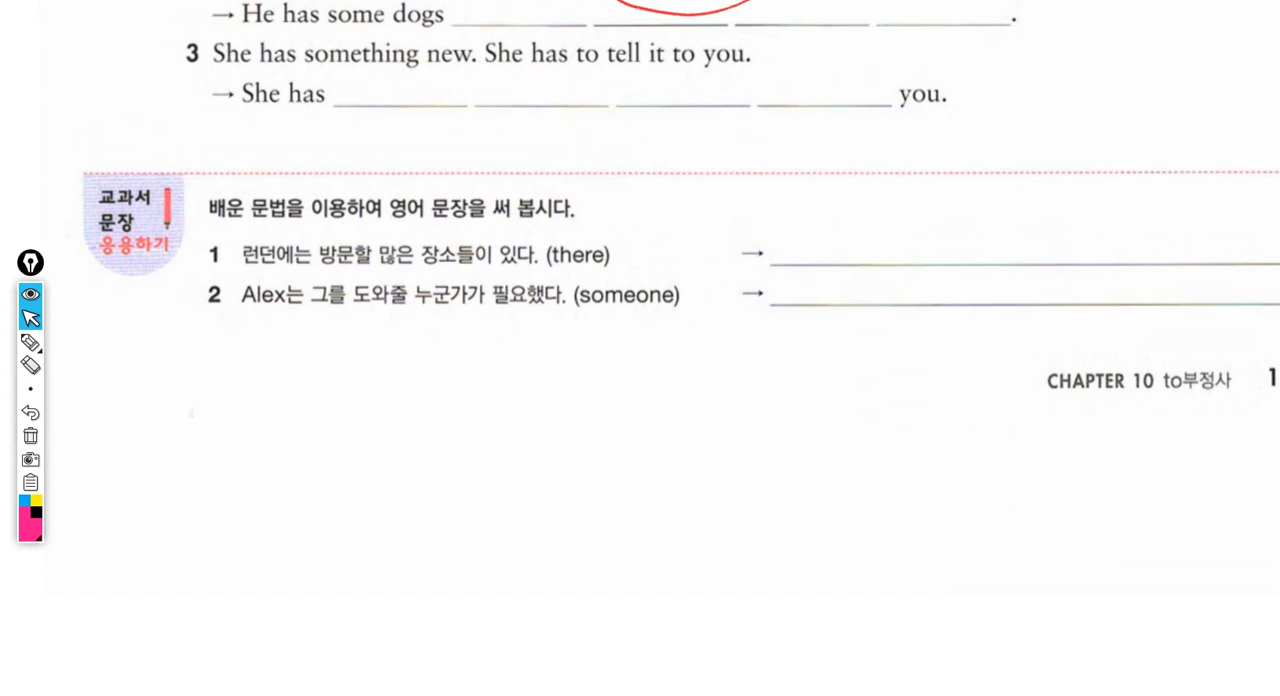 → He has some dogs ________ ________ ________ ________.
3 She has something new. She has to tell it to you.
→ She has ________ ________ ________ ________ you.
교과서
문장
응용하기
배운 문법을 이용하여 영어 문장을 써 봅시다.
1 런던에는 방문할 많은 장소들이 있다. (there) → ________
2 Alex는 그를 도와줄 누군가가 필요했다. (someone) → ________
CHAPTER 10 to부정사 1